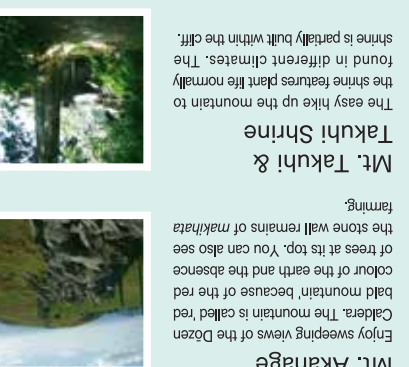 Mt. Akahage
Enjoy sweeping views of the Dōzen
Caldera. The mountain is called 'red
bald mountain' because of the red
colour of the earth and the absence
of trees at its top. You can also see
the stone wall remains of makihata
farming.
Mt. Takuhi &
Takuhi Shrine
The easy hike up the mountain to
the shrine features plant life normally
found in different climates. The
shrine is partially built within the cliff.